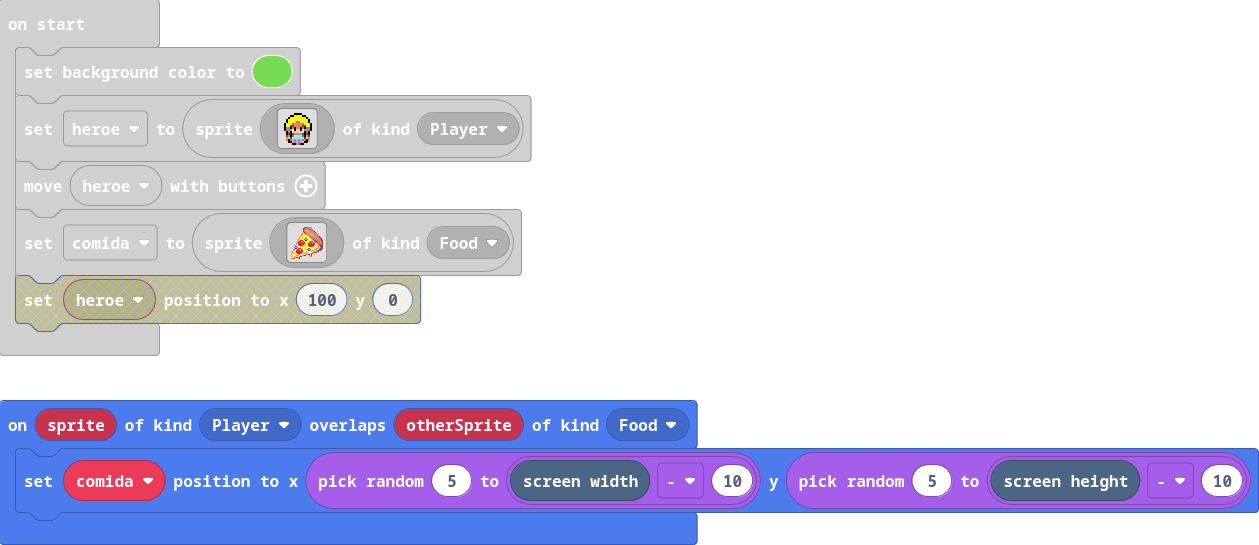 on start
set background color to
set heroe to sprite of kind Player
move heroe with buttons
set comida to sprite of kind Food
set heroe position to x 100 y 0
on sprite of kind Player overlaps otherSprite of kind Food
set comida position to x pick random 5 to screen width - 10 y pick random 5 to screen height - 10